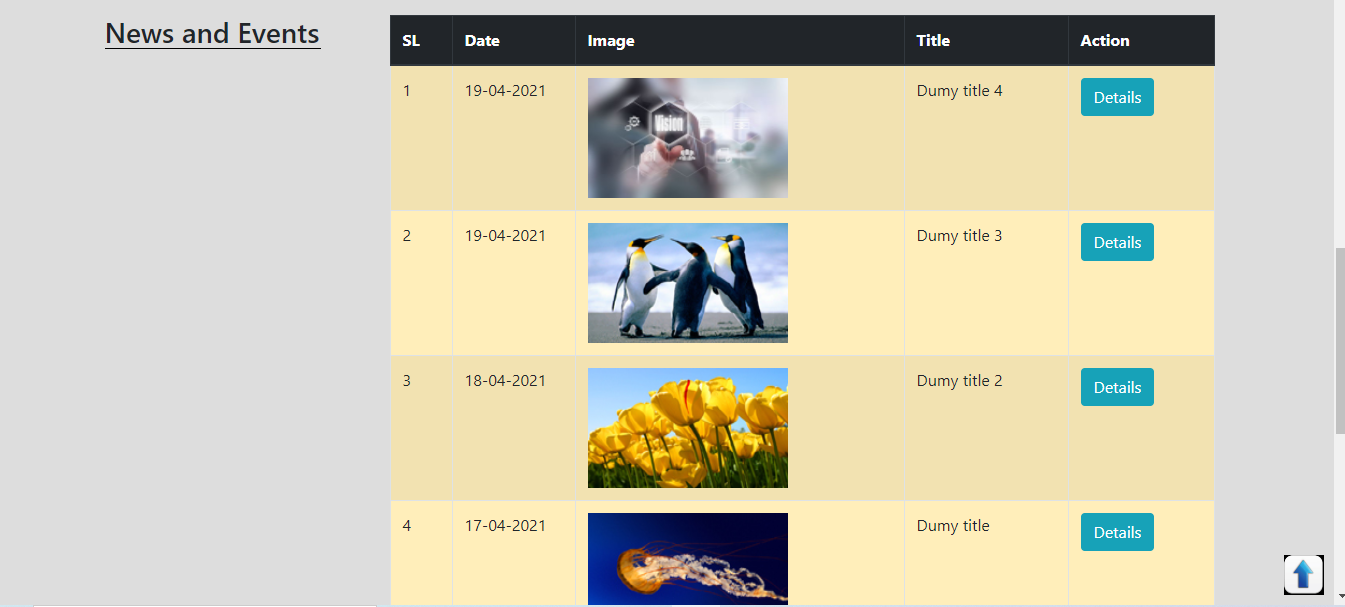 News and Events
SL Date Image Title Action
1 19-04-2021 Vision Dumy title 4 Details
2 19-04-2021 Dumy title 3 Details
3 18-04-2021 Dumy title 2 Details
4 17-04-2021 Dumy title Details